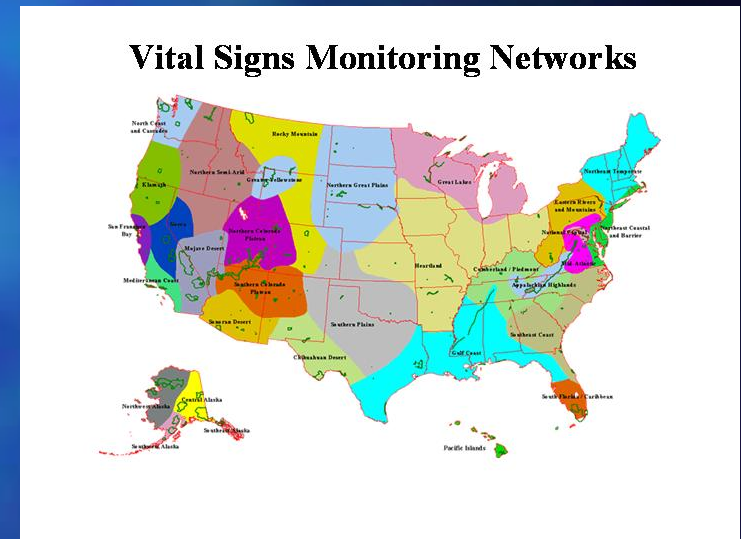 Vital Signs Monitoring Networks
North Coast
and Cascades
Rocky Mountain
Northern Semi-Arid
Greater Yellowstone
Klamath
Northern Great Plains
Great Lakes
Northeast Temperate
Eastern Rivers
and Mountains
San Francisco
Bay
Sierra
Northern Colorado
Plateau
National Capital
Northeast Coastal
and Barrier
Mojave Desert
Mid-Atlantic
Heartland
Cumberland / Piedmont
Mediterranean Coast
Southern Colorado
Plateau
Appalachian Highlands
Sonoran Desert
Southern Plains
Southeast Coast
Chihuahuan Desert
Gulf Coast
South Florida / Caribbean
Central Alaska
Northwest Alaska
Southeast Alaska
Southwest Alaska
Pacific Islands